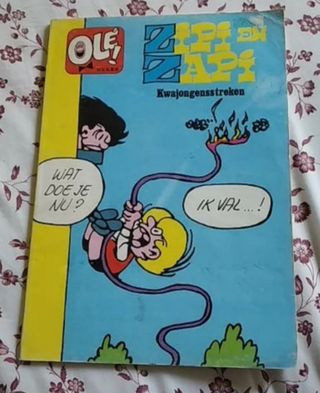 OLÉ!
ZIPI EN
ZAPI
Kwajongensstreken
WAT
DOE JE
NU?
IK VAL...!